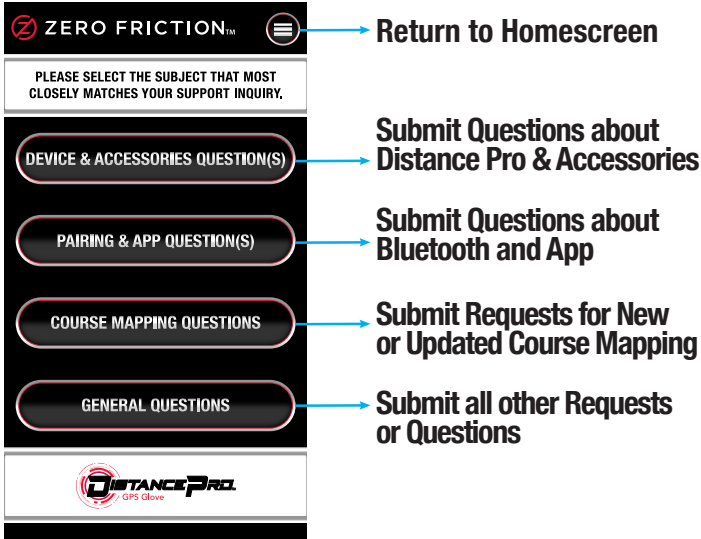 ZERO FRICTION™
Return to Homescreen
PLEASE SELECT THE SUBJECT THAT MOST
CLOSELY MATCHES YOUR SUPPORT INQUIRY.
DEVICE & ACCESSORIES QUESTION(S)
Submit Questions about
Distance Pro & Accessories
PAIRING & APP QUESTION(S)
Submit Questions about
Bluetooth and App
COURSE MAPPING QUESTIONS
Submit Requests for New
or Updated Course Mapping
GENERAL QUESTIONS
Submit all other Requests
or Questions
DISTANCEPRO.
GPS Glove